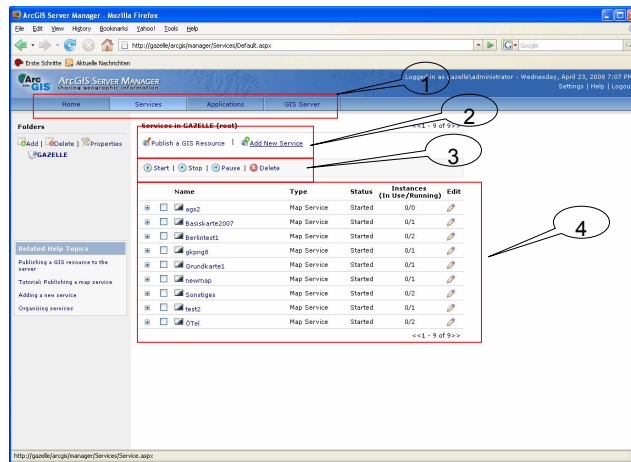 ArcGIS Server Manager - Mozilla Firefox
File Edit View History Bookmarks Yahoo! Tools Help
http://gazelle/arcgis/manager/Services/Default.aspx
Google
Erste Schritte Aktuelle Nachrichten
Arc GIS ArcGIS Server Manager
sharing geographic information
Logged in as gazelle\administrator - Wednesday, April 23, 2008 7:07 PM
Settings | Help | Logout
1
Home Services Applications GIS Server
Folders
Add | Delete | Properties
GAZELLE
Services in GAZELLE (root)
<<1 - 9 of 9>>
2
Publish a GIS Resource | Add New Service
3
Start | Stop | Pause | Delete
Name Type Status Instances (In Use/Running) Edit
ags2 Map Service Started 0/0
Basiskarte2007 Map Service Started 0/1
Berlintest1 Map Service Started 0/2
gkpng8 Map Service Started 0/1
Grundkarte1 Map Service Started 0/1
newmap Map Service Started 0/1
Sonstiges Map Service Started 0/2
test2 Map Service Started 0/1
ÖTel Map Service Started 0/2
<<1 - 9 of 9>>
4
Related Help Topics
Publishing a GIS resource to the server
Tutorial: Publishing a map service
Adding a new service
Organizing services
http://gazelle/arcgis/manager/Services/Service.aspx